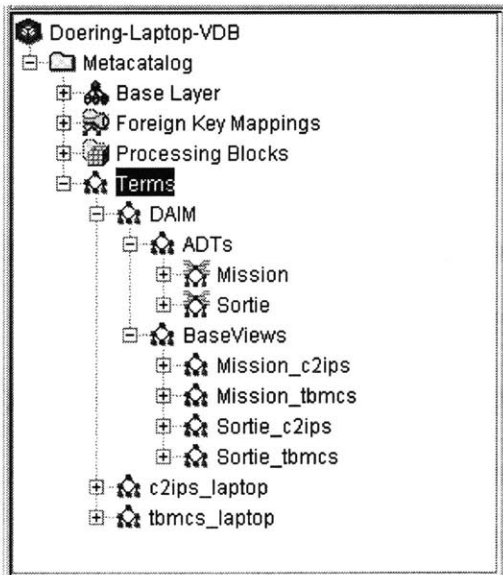 Doering-Laptop-VDB
Metacatalog
Base Layer
Foreign Key Mappings
Processing Blocks
Terms
DAIM
ADTs
Mission
Sortie
BaseViews
Mission_c2ips
Mission_tbmcs
Sortie_c2ips
Sortie_tbmcs
c2ips_laptop
tbmcs_laptop